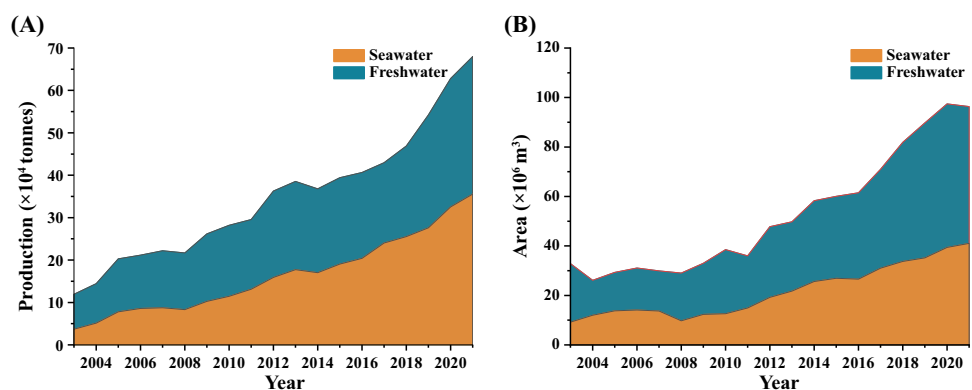 (A)
Seawater
Freshwater
Production (×10⁴ tonnes)
70
60
50
40
30
20
10
0
2004 2006 2008 2010 2012 2014 2016 2018 2020
Year
(B)
Seawater
Freshwater
Area (×10⁶ m³)
120
100
80
60
40
20
0
2004 2006 2008 2010 2012 2014 2016 2018 2020
Year